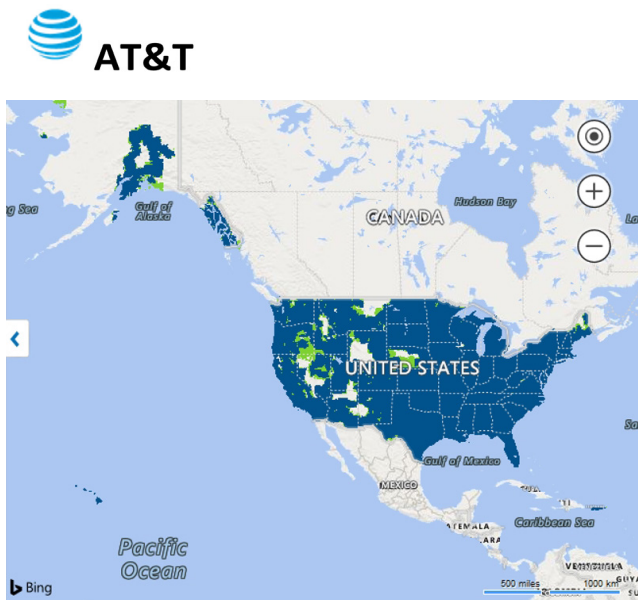 AT&T
Gulf of
Alaska
CANADA
Hudson Bay
UNITED STATES
Gulf of Mexico
MEXICO
Caribbean Sea
Pacific
Ocean
Bing
500 miles
1000 km